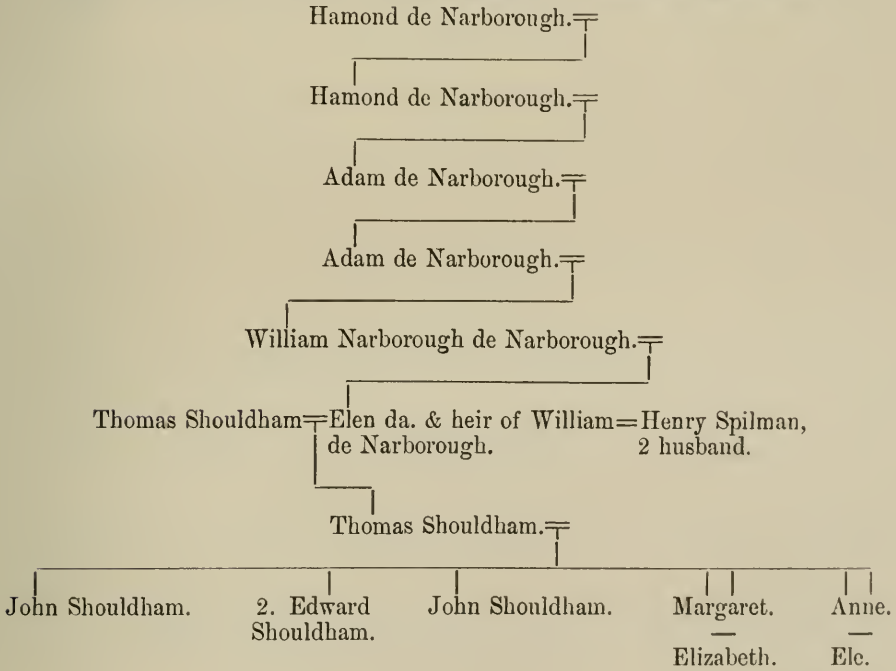 Hamond de Narborough.
Hamond de Narborough.
Adam de Narborough.
Adam de Narborough.
William Narborough de Narborough.
Thomas Shouldham=Elen da. & heir of William=Henry Spilman,
de Narborough. 2 husband.
Thomas Shouldham.
John Shouldham. 2. Edward John Shouldham. Margaret. Anne.
Shouldham.
Elizabeth. Ele.